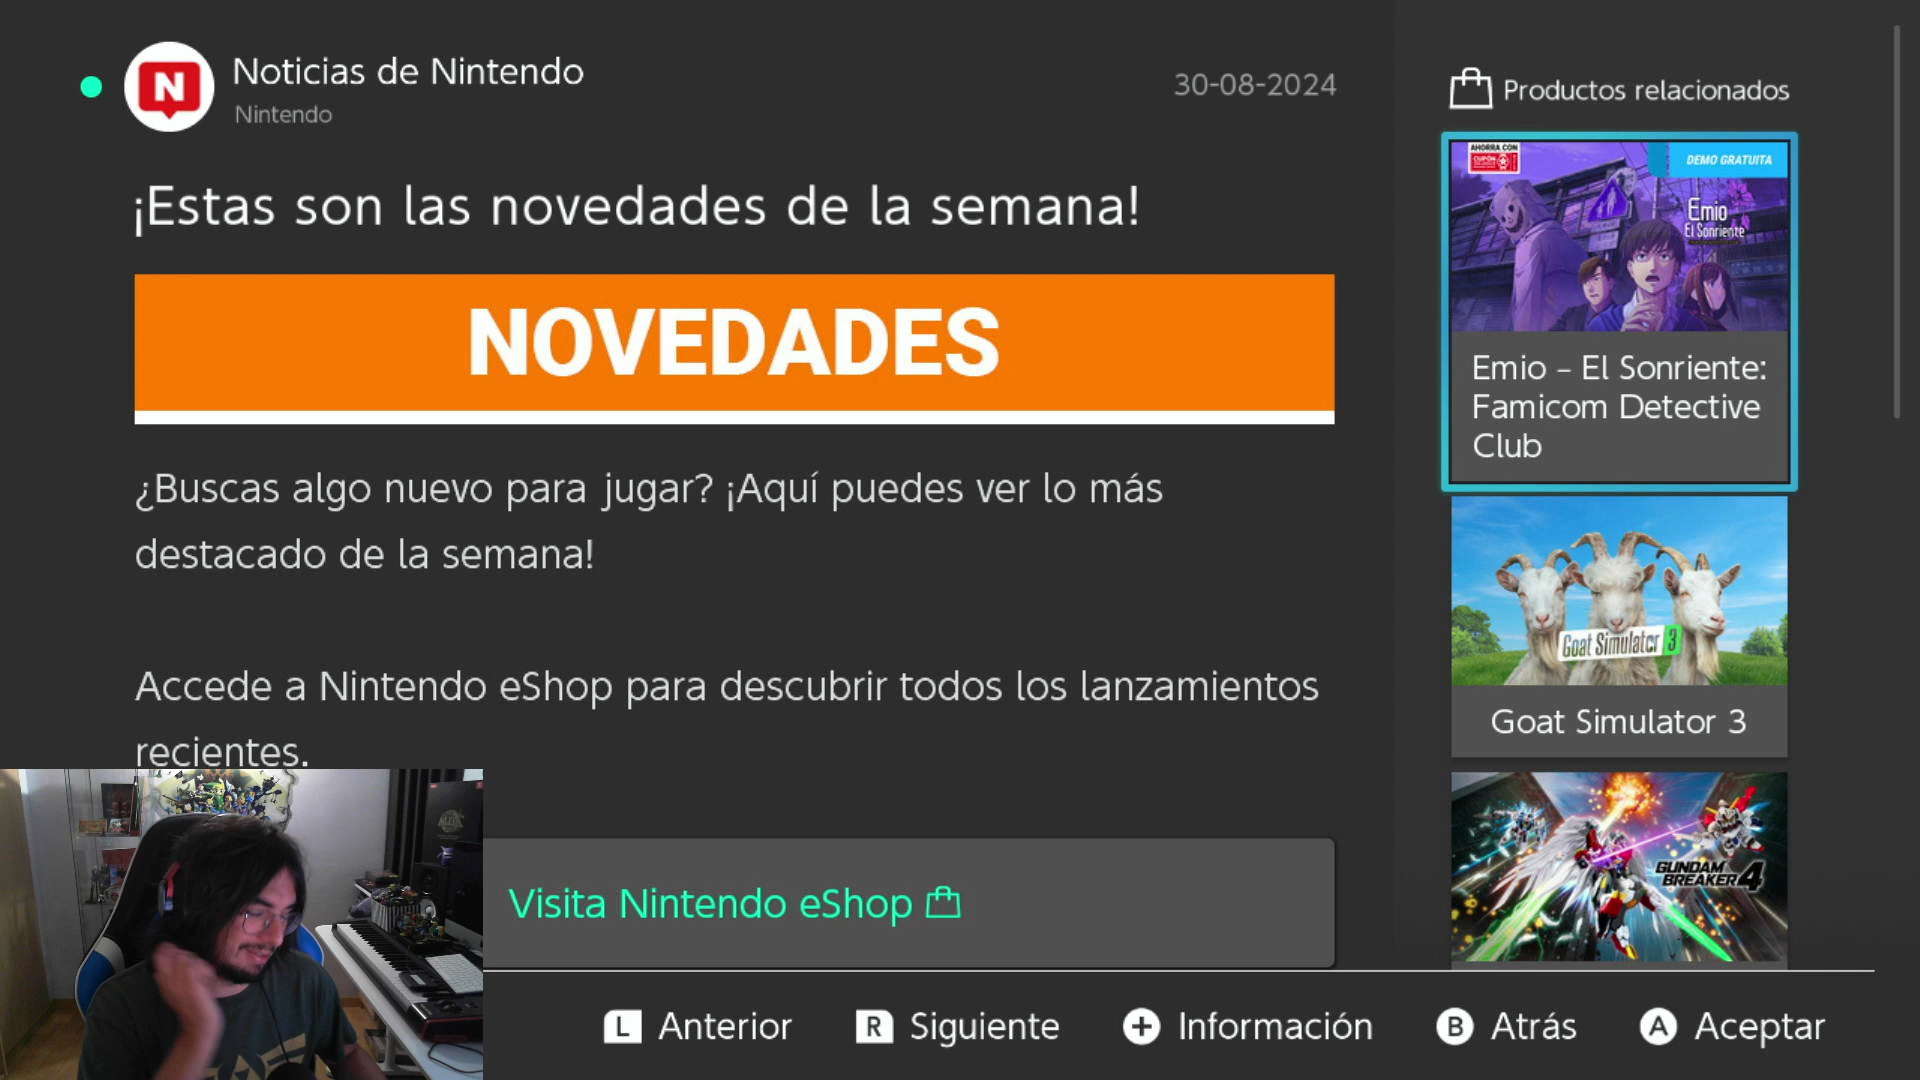 Noticias de Nintendo
Nintendo
30-08-2024
¡Estas son las novedades de la semana!
NOVEDADES
¿Buscas algo nuevo para jugar? ¡Aquí puedes ver lo más
destacado de la semana!
Accede a Nintendo eShop para descubrir todos los lanzamientos
recientes.
Visita Nintendo eShop
Productos relacionados
AHORRA CON
CUPÓN
DEMO GRATUITA
Emio
El Sonriente
Emio – El Sonriente:
Famicom Detective
Club
Goat Simulator 3
Goat Simulator 3
GUNDAM
BREAKER 4
L Anterior
R Siguiente
+ Información
B Atrás
A Aceptar